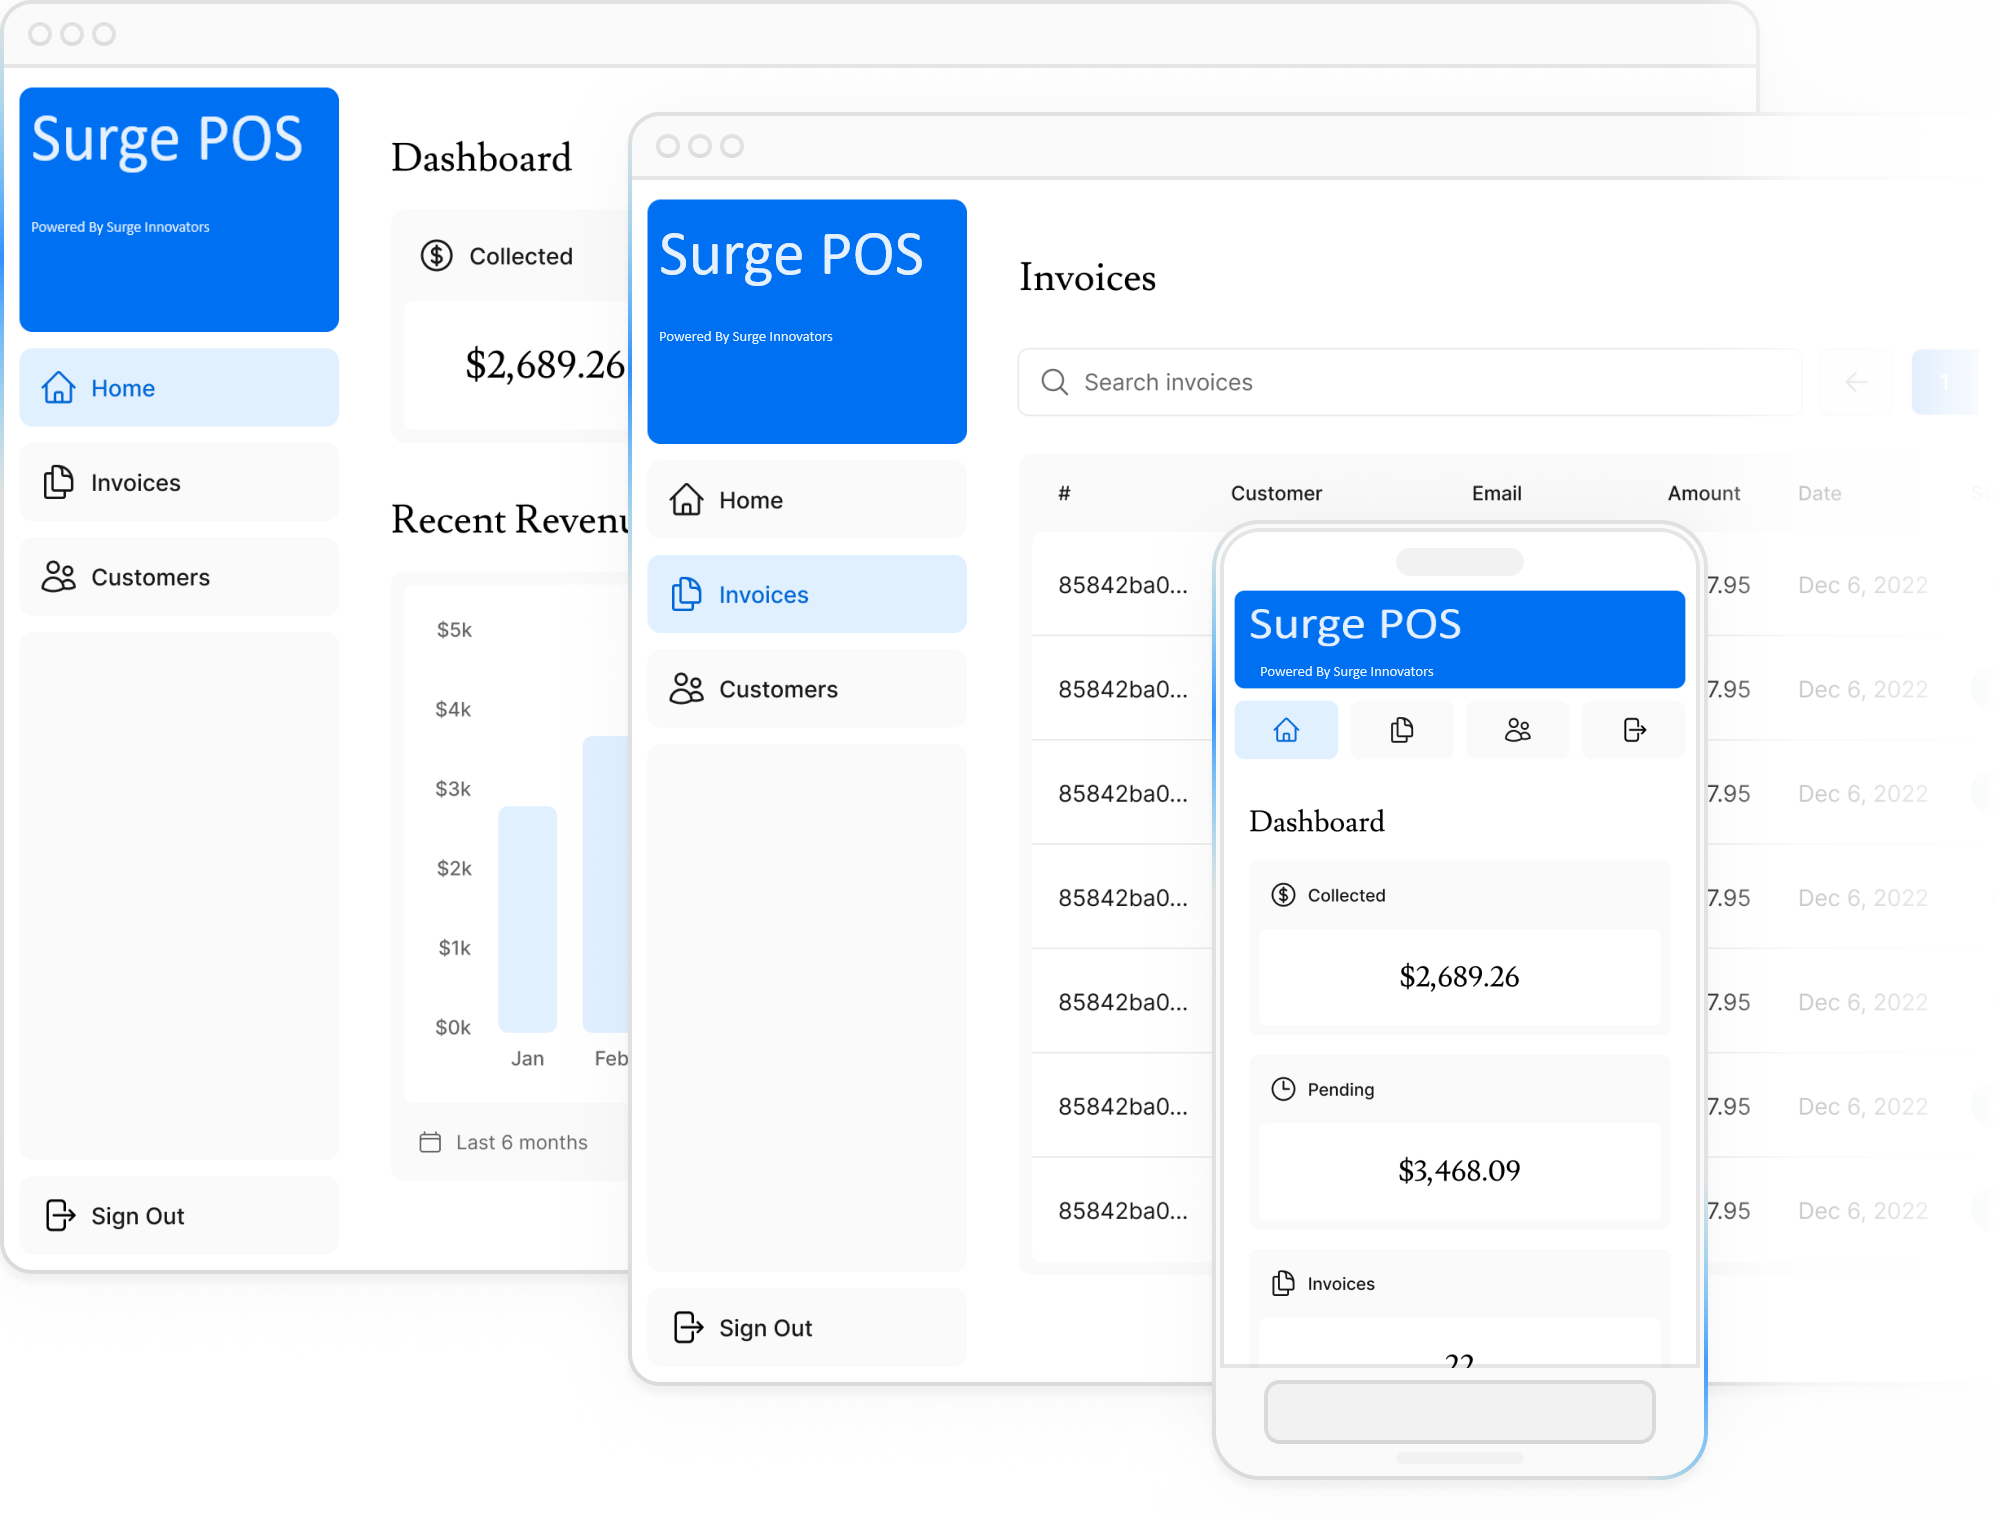 Surge POS
Powered By Surge Innovators
Home
Invoices
Customers
Sign Out
Dashboard
Collected
$2,689.26
Recent
$5k
$4k
$3k
$2k
$1k
$0k
Jan
Feb
Last 6 months
Surge POS
Powered By Surge Innovators
Home
Invoices
Customers
Sign Out
Invoices
Search invoices
1
# Customer Email Amount Date
85842ba0... 7.95 Dec 6, 2022
85842ba0... 7.95 Dec 6, 2022
85842ba0... 7.95 Dec 6, 2022
85842ba0... 7.95 Dec 6, 2022
85842ba0... 7.95 Dec 6, 2022
85842ba0... 7.95 Dec 6, 2022
85842ba0... 7.95 Dec 6, 2022
Surge POS
Powered By Surge Innovators
Dashboard
Collected
$2,689.26
Pending
$3,468.09
Invoices
22